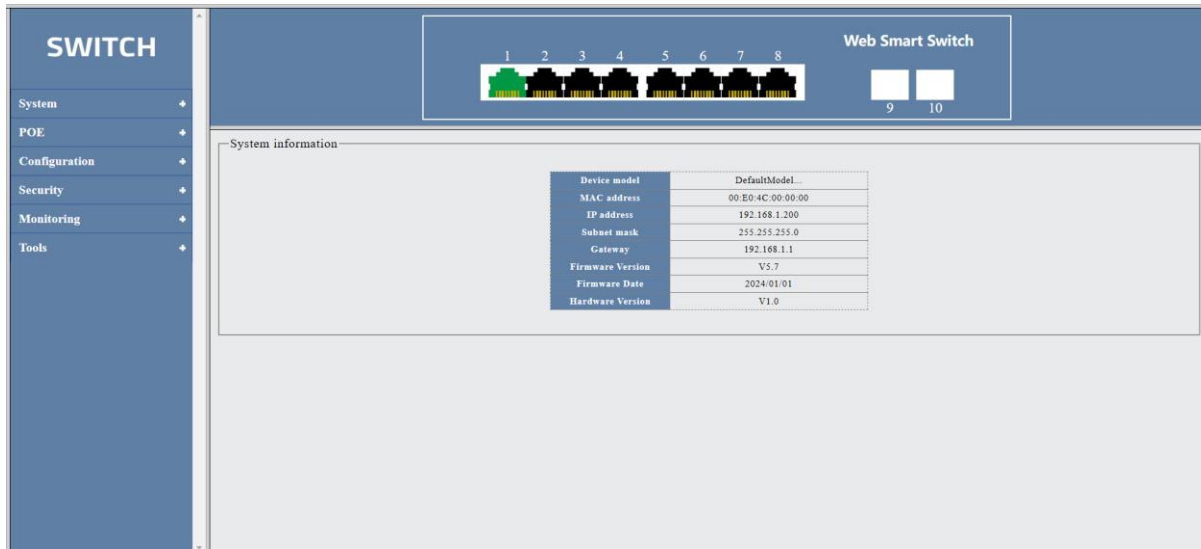 SWITCH
System
POE
Configuration
Security
Monitoring
Tools
Web Smart Switch
1 2 3 4 5 6 7 8
9 10
System information
Device model DefaultModel...
MAC address 00:E0:4C:00:00:00
IP address 192.168.1.200
Subnet mask 255.255.255.0
Gateway 192.168.1.1
Firmware Version V5.7
Firmware Date 2024/01/01
Hardware Version V1.0